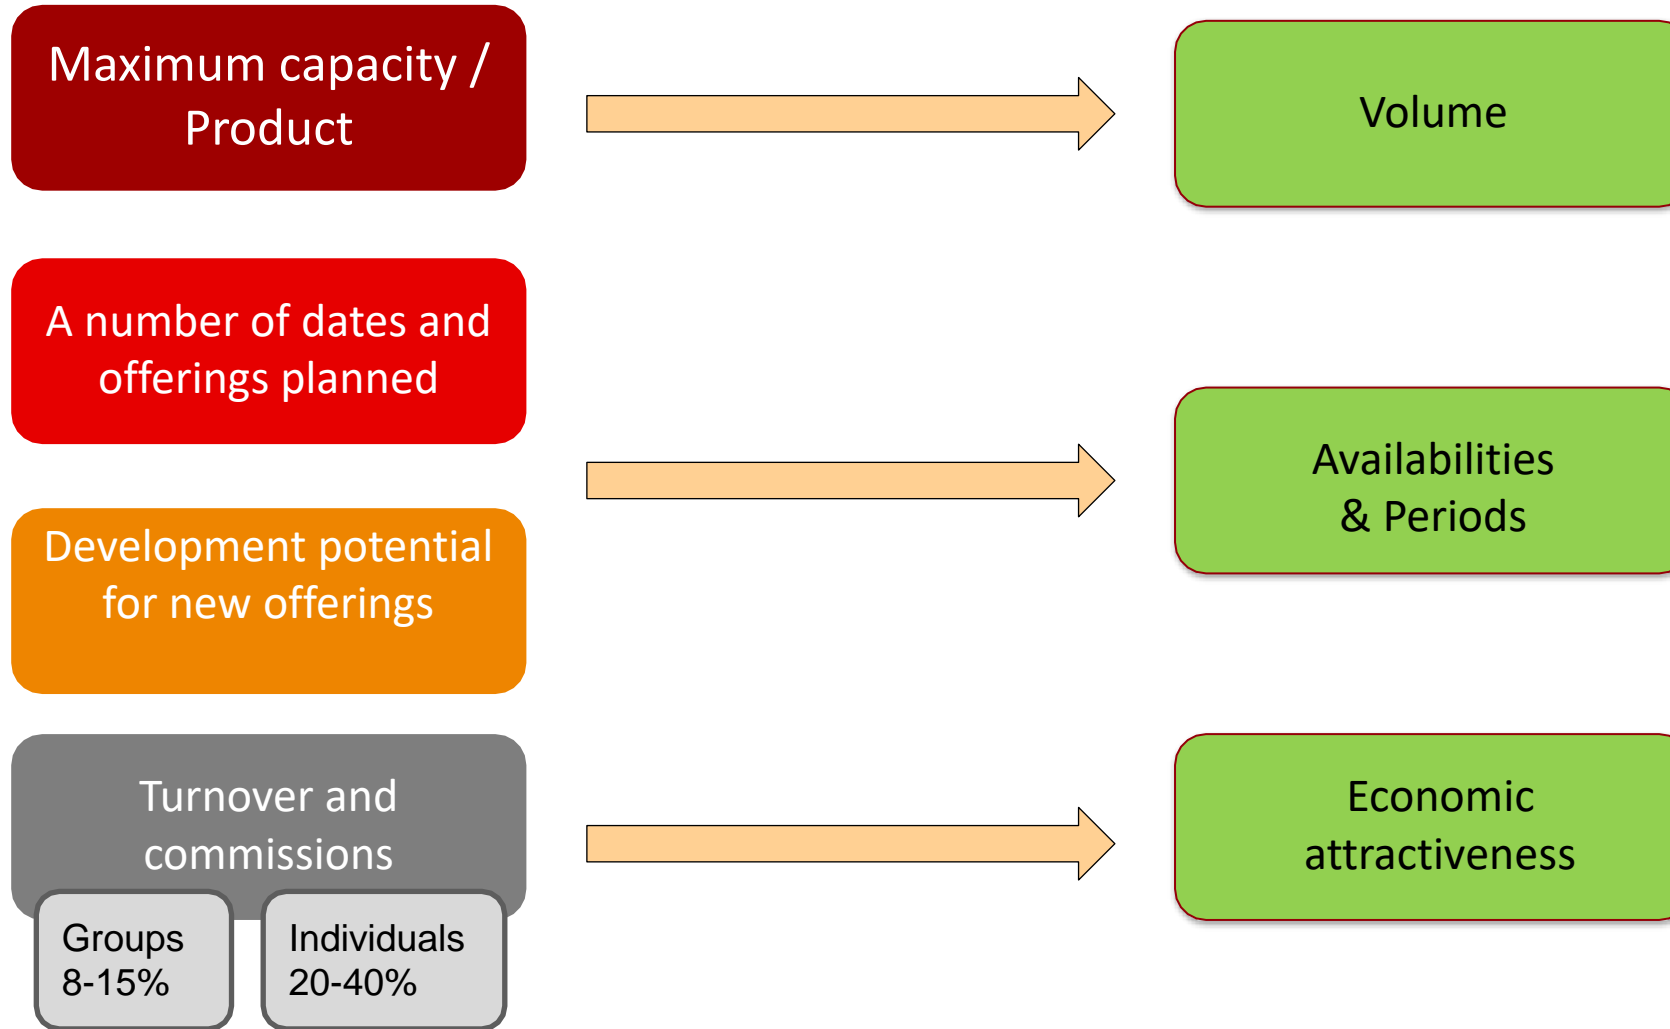 Maximum capacity /
Product
Volume
A number of dates and
offerings planned
Availabilities
& Periods
Development potential
for new offerings
Turnover and
commissions
Economic
attractiveness
Groups
8-15%
Individuals
20-40%